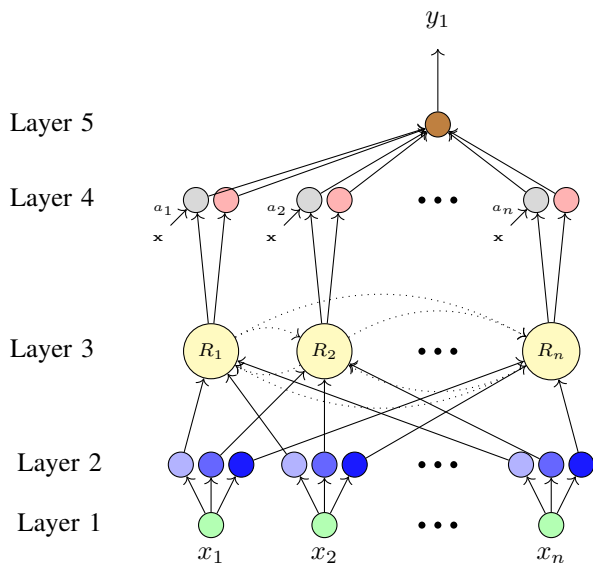 y₁
Layer 5
Layer 4
a₁ a₂ ••• aₙ
x x x
Layer 3 R₁ R₂ ••• Rₙ
Layer 2 •••
Layer 1 •••
x₁ x₂ xₙ